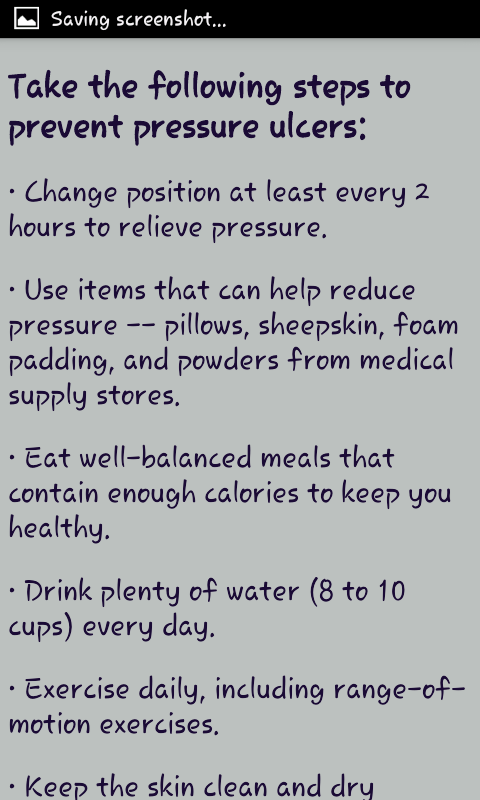 Saving screenshot...
Take the following steps to
prevent pressure ulcers:
· Change position at least every 2
hours to relieve pressure.
· Use items that can help reduce
pressure -- pillows, sheepskin, foam
padding, and powders from medical
supply stores.
· Eat well-balanced meals that
contain enough calories to keep you
healthy.
· Drink plenty of water (8 to 10
cups) every day.
· Exercise daily, including range-of-
motion exercises.
· Keep the skin clean and dry